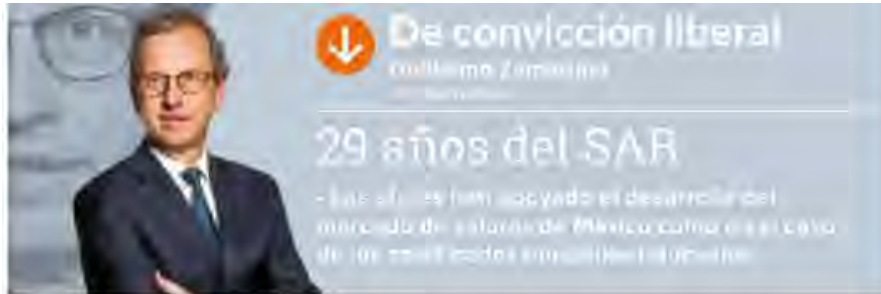 De convicción liberal
Guillermo Zamarripa
29 años del SAR
- Las afores han apoyado el desarrollo del
mercado de valores de México como es el caso
de los certificados